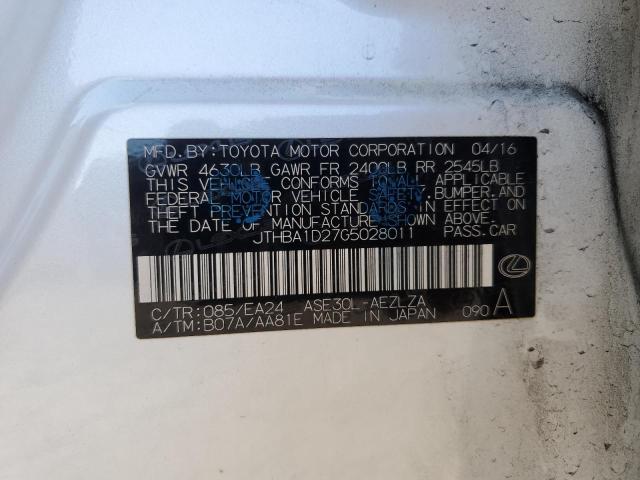 MFD. BY: TOYOTA MOTOR CORPORATION 04/16
GVWR 4630LB GAWR FR 2400LB RR 2545LB
THIS VEHICLE CONFORMS TO ALL APPLICABLE
FEDERAL MOTOR VEHICLE SAFETY, BUMPER, AND
THEFT PREVENTION STANDARDS IN EFFECT ON
THE DATE OF MANUFACTURE SHOWN ABOVE.
JTHBA1D27G5028011 PASS.CAR
C/TR:085/EA24 ASE30L-AEZLZA
A/TM:B07A/AA81E MADE IN JAPAN 090 A